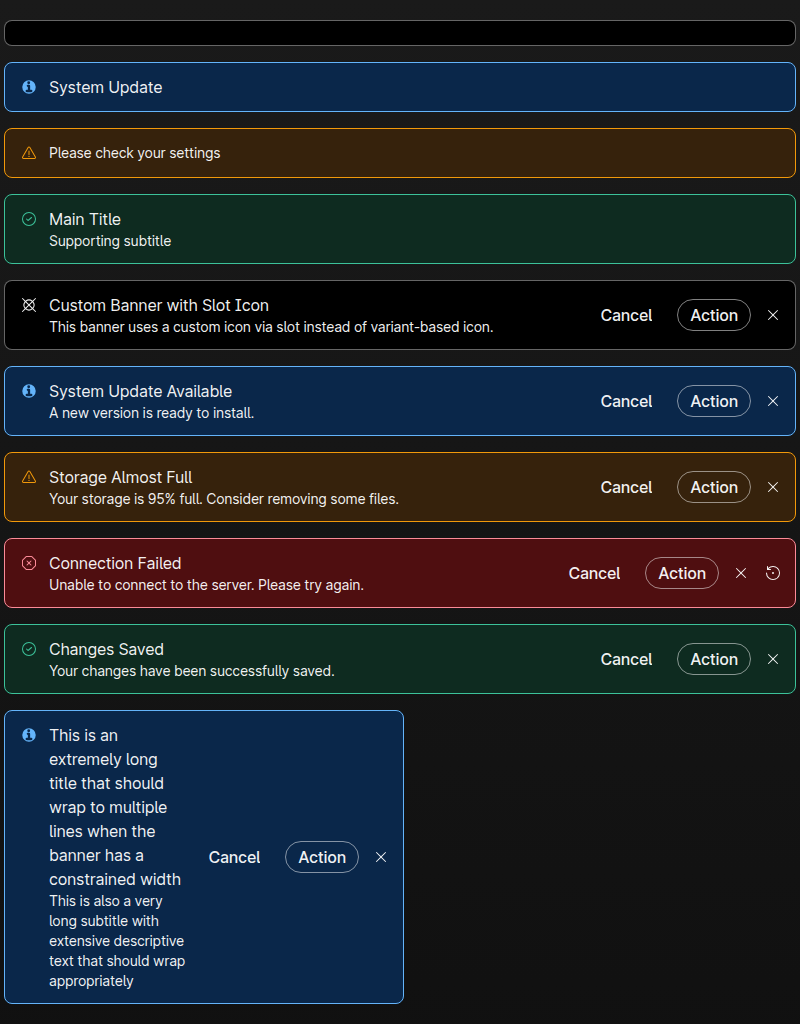 System Update
Please check your settings
Main Title
Supporting subtitle
Custom Banner with Slot Icon
This banner uses a custom icon via slot instead of variant-based icon.
Cancel Action
System Update Available
A new version is ready to install.
Cancel Action
Storage Almost Full
Your storage is 95% full. Consider removing some files.
Cancel Action
Connection Failed
Unable to connect to the server. Please try again.
Cancel Action
Changes Saved
Your changes have been successfully saved.
Cancel Action
This is an
extremely long
title that should
wrap to multiple
lines when the
banner has a
constrained width
This is also a very
long subtitle with
extensive descriptive
text that should wrap
appropriately
Cancel Action